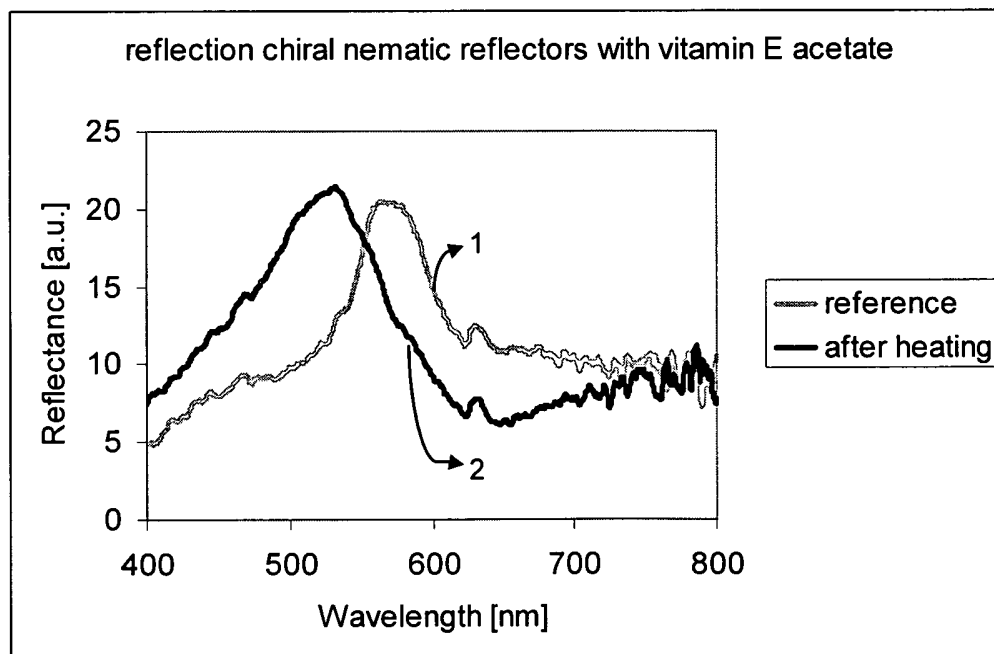 reflection chiral nematic reflectors with vitamin E acetate
25
20
15
10
5
0
Reflectance [a.u.]
1
2
400 500 600 700 800
Wavelength [nm]
reference
after heating